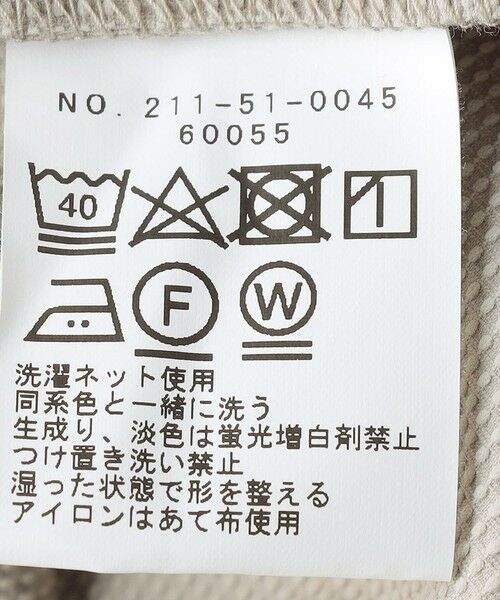 NO. 211-51-0045
60055
40
F
W
洗濯ネット使用
同系色と一緒に洗う
生成り、淡色は蛍光増白剤禁止
つけ置き洗い禁止
湿った状態で形を整える
アイロンはあて布使用